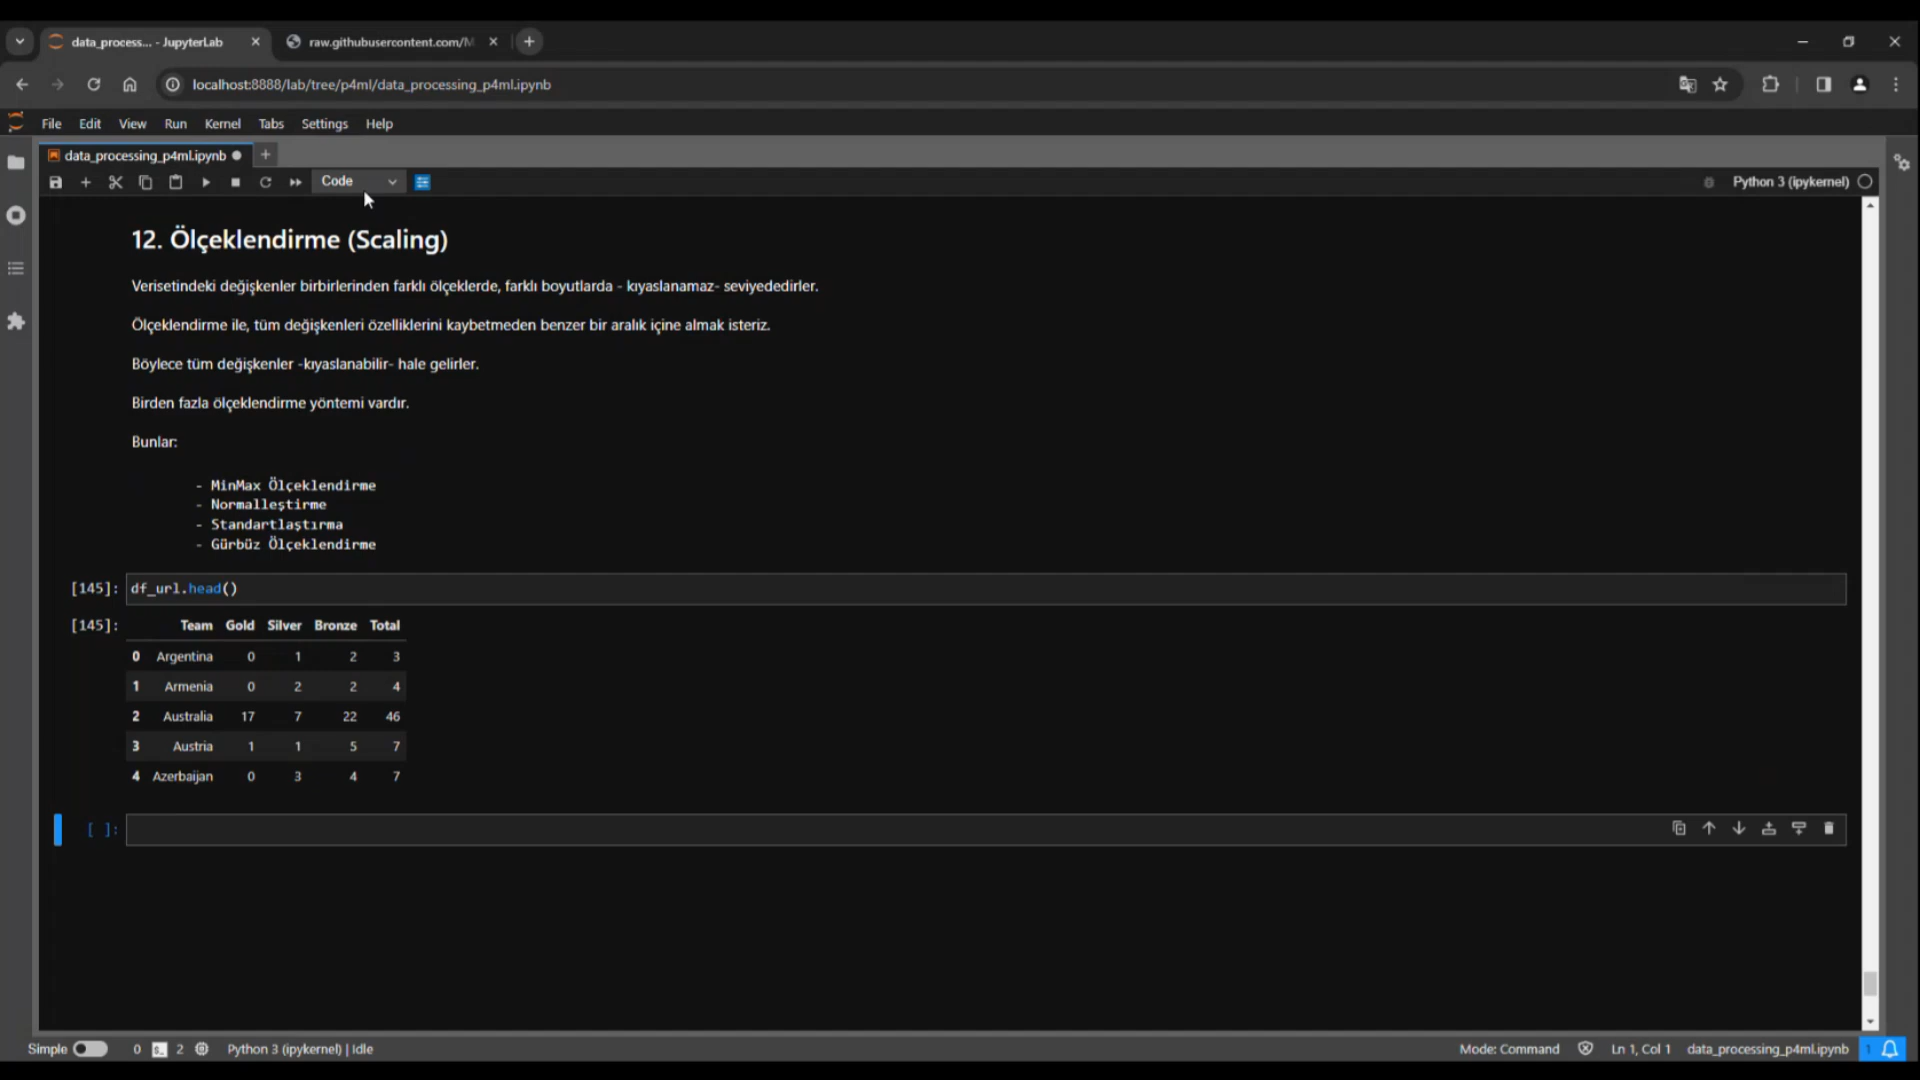 data_process... - JupyterLab
raw.githubusercontent.com/M
localhost:8888/lab/tree/p4ml/data_processing_p4ml.ipynb
File Edit View Run Kernel Tabs Settings Help
data_processing_p4ml.ipynb
Code
Python 3 (ipykernel)
12. Ölçeklendirme (Scaling)
Verisetindeki değişkenler birbirlerinden farklı ölçeklerde, farklı boyutlarda - kıyaslanamaz- seviyededirler.
Ölçeklendirme ile, tüm değişkenleri özelliklerini kaybetmeden benzer bir aralık içine almak isteriz.
Böylece tüm değişkenler -kıyaslanabilir- hale gelirler.
Birden fazla ölçeklendirme yöntemi vardır.
Bunlar:
- MinMax Ölçeklendirme
- Normalleştirme
- Standartlaştırma
- Gürbüz Ölçeklendirme
[145]: df_url.head()
[145]: Team Gold Silver Bronze Total
0 Argentina 0 1 2 3
1 Armenia 0 2 2 4
2 Australia 17 7 22 46
3 Austria 1 1 5 7
4 Azerbaijan 0 3 4 7
[ ]:
Simple 0 2 Python 3 (ipykernel) | Idle Mode: Command Ln 1, Col 1 data_processing_p4ml.ipynb 1